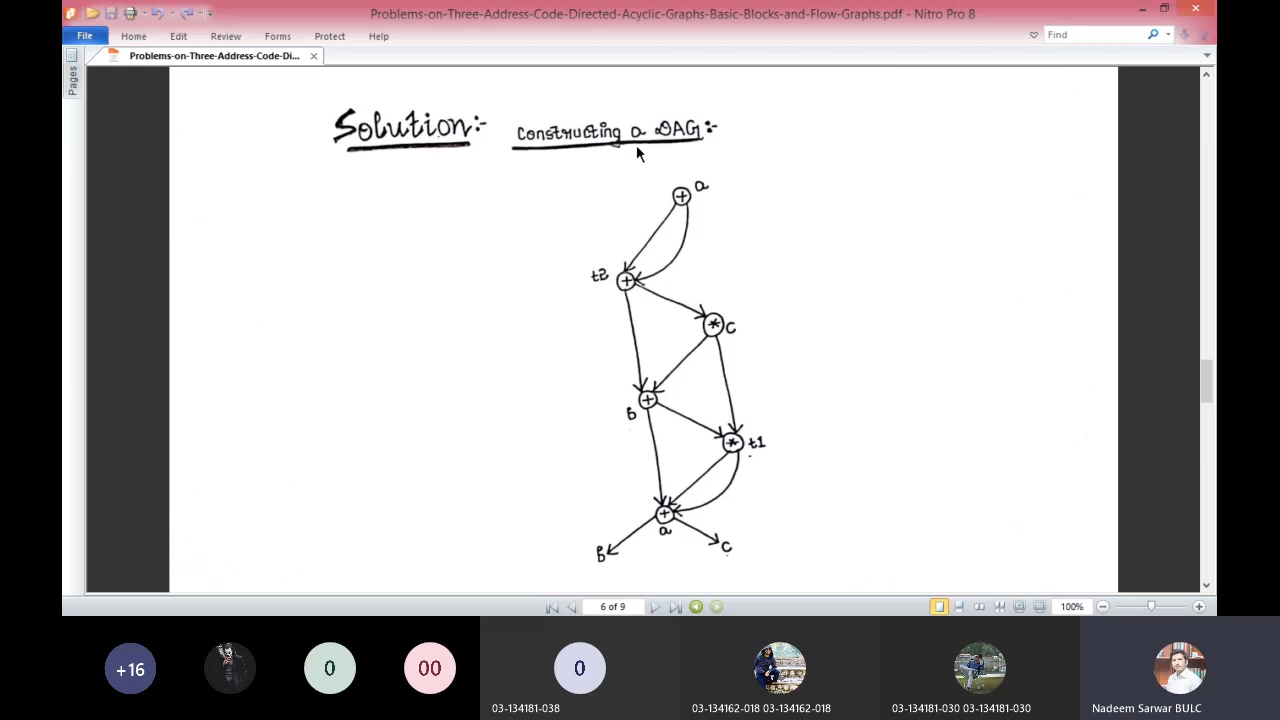 Problems-on-Three-Address-Code-Directed-Acyclic-Graphs-Basic-Blocks-and-Flow-Graphs.pdf - Nitro Pro 8
File Home Edit Review Forms Protect Help Find
Problems-on-Three-Address-Code-Di...
Pages
Solution:- Constructing a DAG:-
+ a
t2 +
* C
+
B
* t1
+
a
B C
6 of 9 100%
+16 0 00 0
03-134181-038 03-134162-018 03-134162-018 03-134181-030 03-134181-030 Nadeem Sarwar BULC